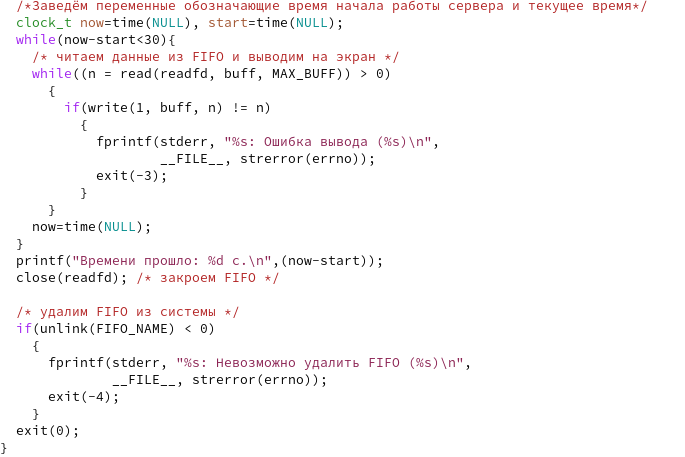 /*Заведём переменные обозначающие время начала работы сервера и текущее время*/
clock_t now=time(NULL), start=time(NULL);
while(now-start<30){
/* читаем данные из FIFO и выводим на экран */
while((n = read(readfd, buff, MAX_BUFF)) > 0)
{
if(write(1, buff, n) != n)
{
fprintf(stderr, "%s: Ошибка вывода (%s)\n",
__FILE__, strerror(errno));
exit(-3);
}
}
now=time(NULL);
}
printf("Времени прошло: %d с.\n",(now-start));
close(readfd); /* закроем FIFO */
/* удалим FIFO из системы */
if(unlink(FIFO_NAME) < 0)
{
fprintf(stderr, "%s: Невозможно удалить FIFO (%s)\n",
__FILE__, strerror(errno));
exit(-4);
}
exit(0);
}